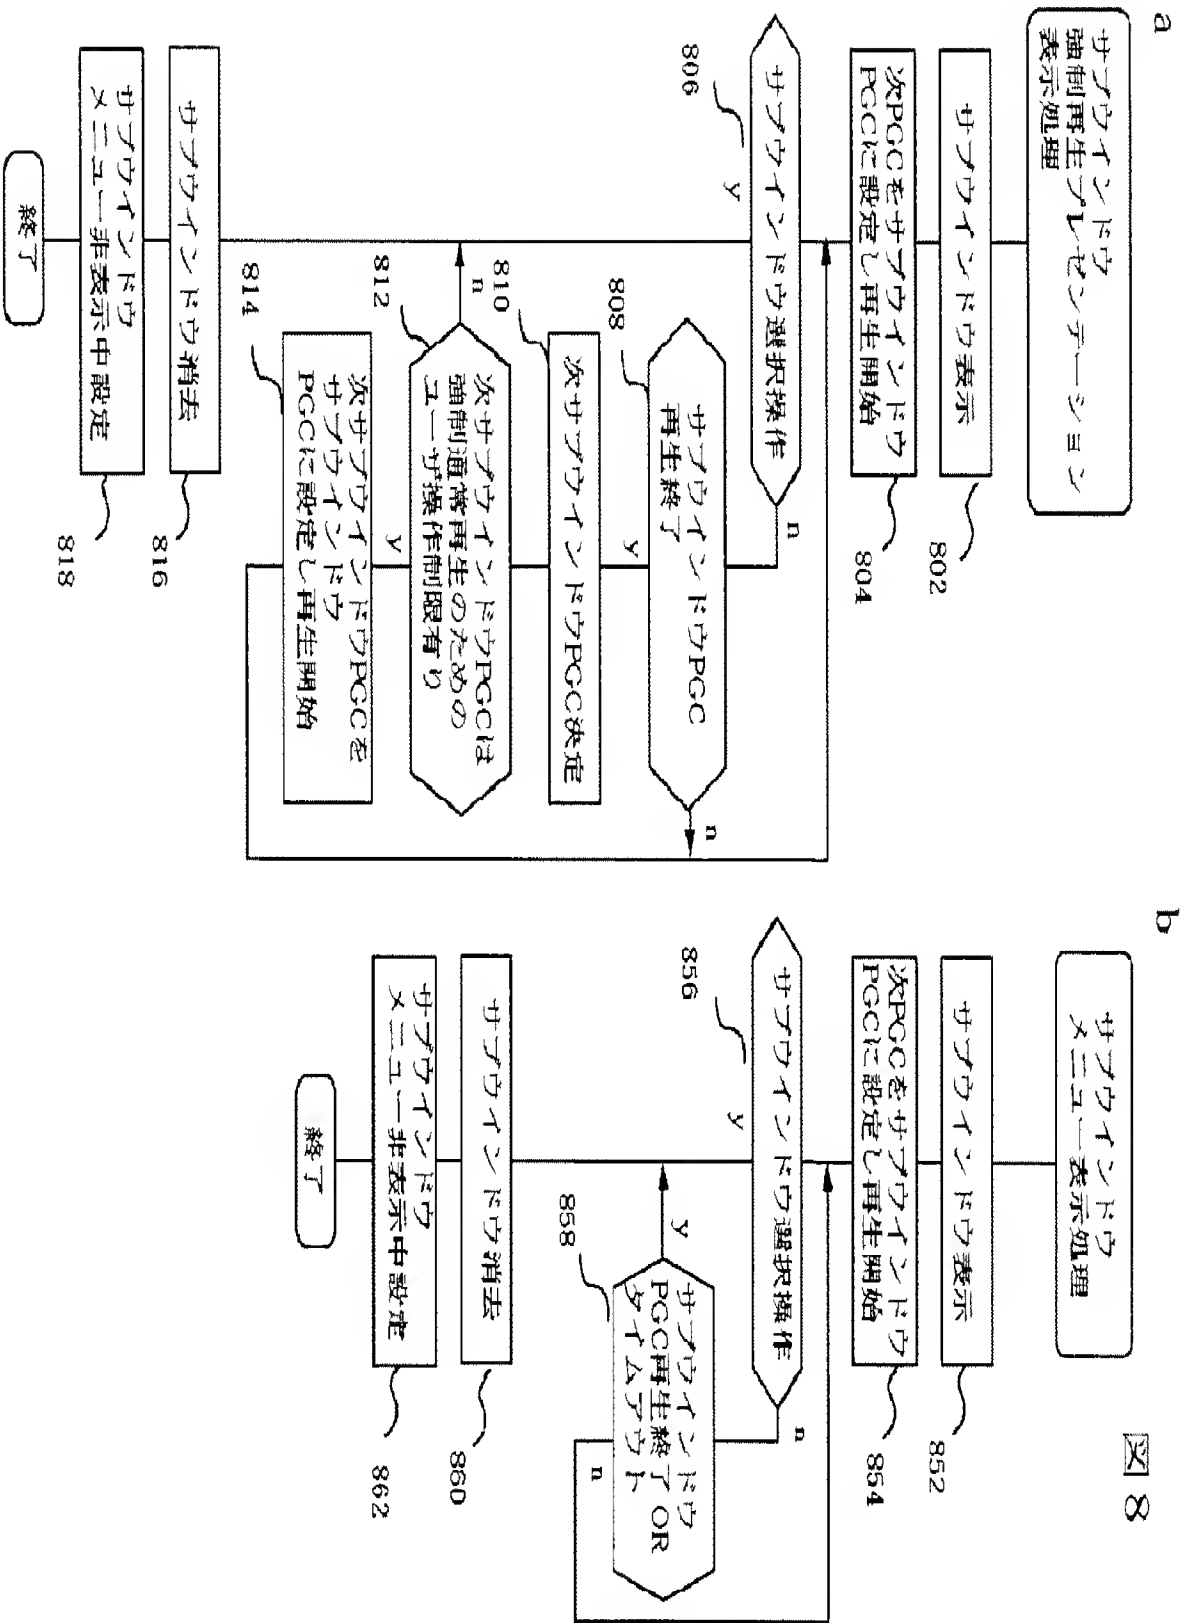 図8
a
サブウインドウ
強制再生プレゼンテーション
表示処理
サブウインドウ表示
802
次PGCをサブウインドウ
PGCに設定し再生開始
804
サブウインドウ選択操作
806
n
y
サブウインドウPGC
再生終了
808
n
y
次サブウインドウPGC決定
810
次サブウインドウPGCは
強制通常再生のための
ユーザ操作制限有り
812
n
y
次サブウインドウPGCを
サブウインドウ
PGCに設定し再生開始
814
サブウインドウ消去
816
サブウインドウ
メニュー非表示中設定
818
終了
b
サブウインドウ
メニュー表示処理
サブウインドウ表示
852
次PGCをサブウインドウ
PGCに設定し再生開始
854
サブウインドウ選択操作
856
n
y
サブウインドウ
PGC再生終了 OR
タイムアウト
858
y
n
サブウインドウ消去
860
サブウインドウ
メニュー非表示中設定
862
終了